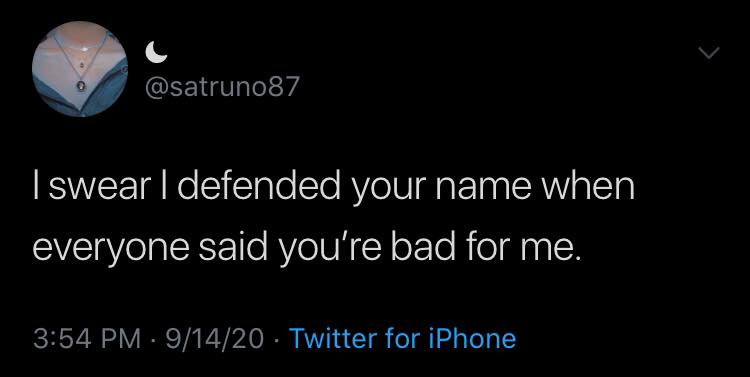 @satruno87
I swear I defended your name when
everyone said you're bad for me.
3:54 PM · 9/14/20 · Twitter for iPhone